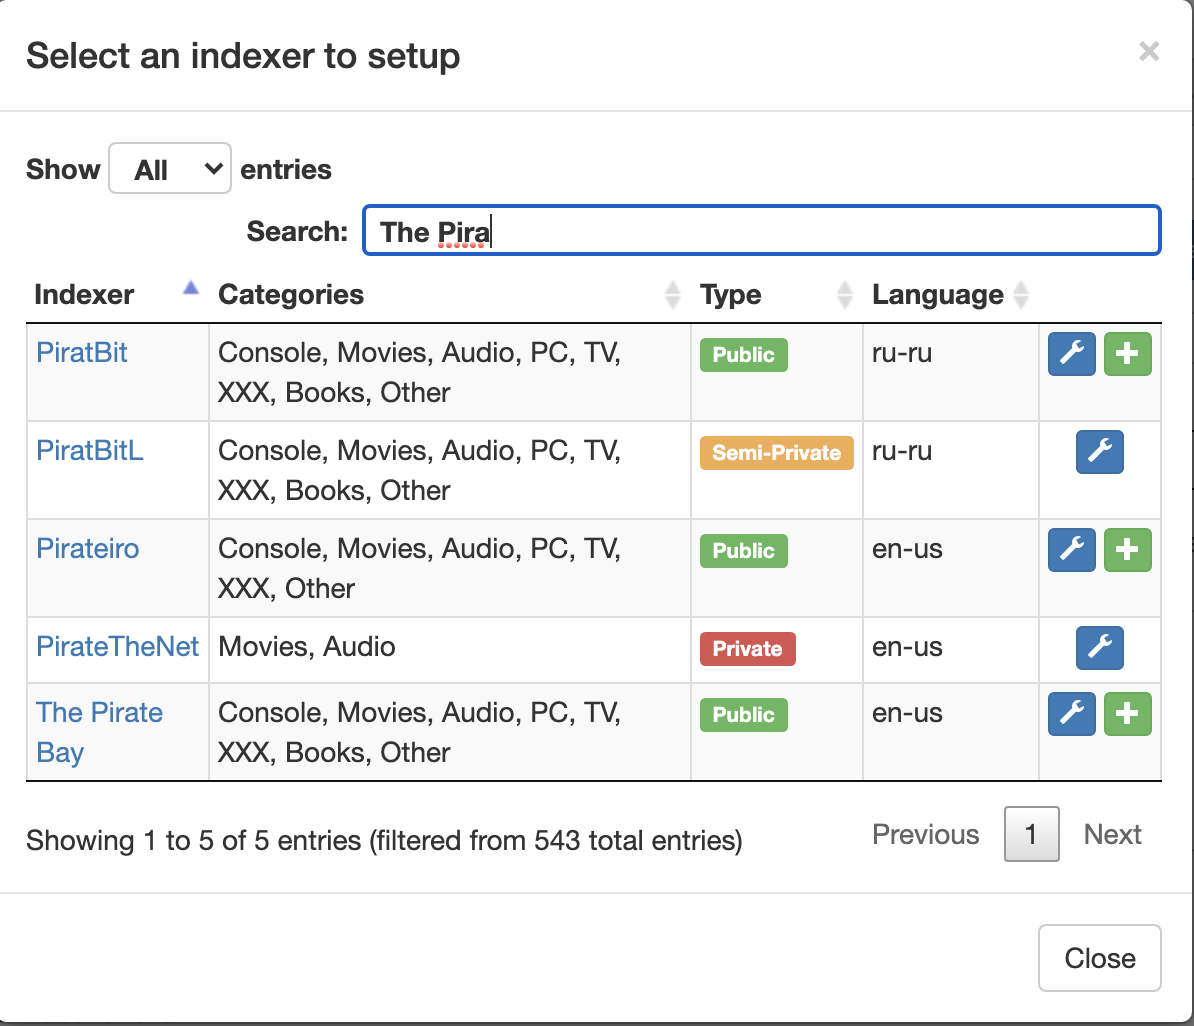 Select an indexer to setup
×
Show All entries
Search: The Pira
Indexer Categories Type Language
PiratBit Console, Movies, Audio, PC, TV, Public ru-ru
XXX, Books, Other
PiratBitL Console, Movies, Audio, PC, TV, Semi-Private ru-ru
XXX, Books, Other
Pirateiro Console, Movies, Audio, PC, TV, Public en-us
XXX, Other
PirateTheNet Movies, Audio Private en-us
The Pirate Console, Movies, Audio, PC, TV, Public en-us
Bay XXX, Books, Other
Showing 1 to 5 of 5 entries (filtered from 543 total entries) Previous 1 Next
Close